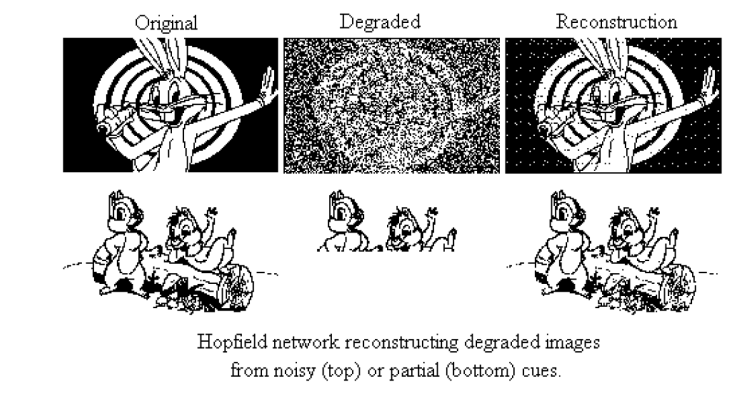 Original Degraded Reconstruction
Hopfield network reconstructing degraded images
from noisy (top) or partial (bottom) cues.